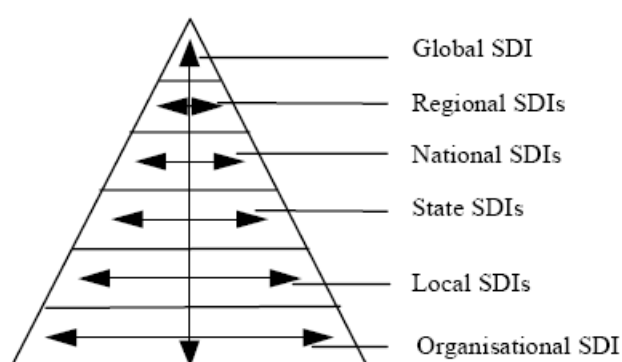 Global SDI
Regional SDIs
National SDIs
State SDIs
Local SDIs
Organisational SDI